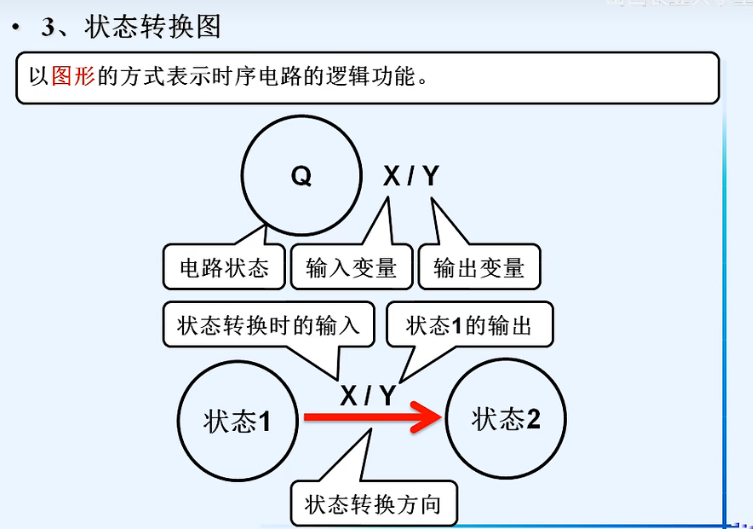 • 3、状态转换图
以图形的方式表示时序电路的逻辑功能。
Q
X / Y
电路状态
输入变量
输出变量
状态转换时的输入
状态1的输出
X / Y
状态1
状态2
状态转换方向